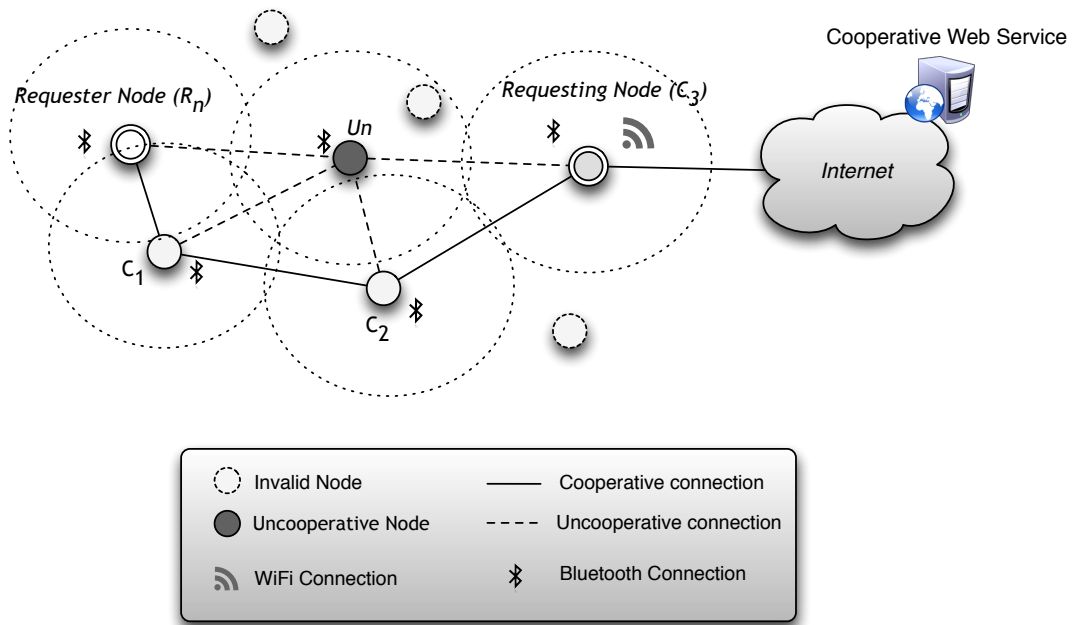 Cooperative Web Service
Requester Node (Rn)
Un
Requesting Node (C3)
Internet
C1
C2
Invalid Node
Cooperative connection
Uncooperative Node
Uncooperative connection
WiFi Connection
Bluetooth Connection